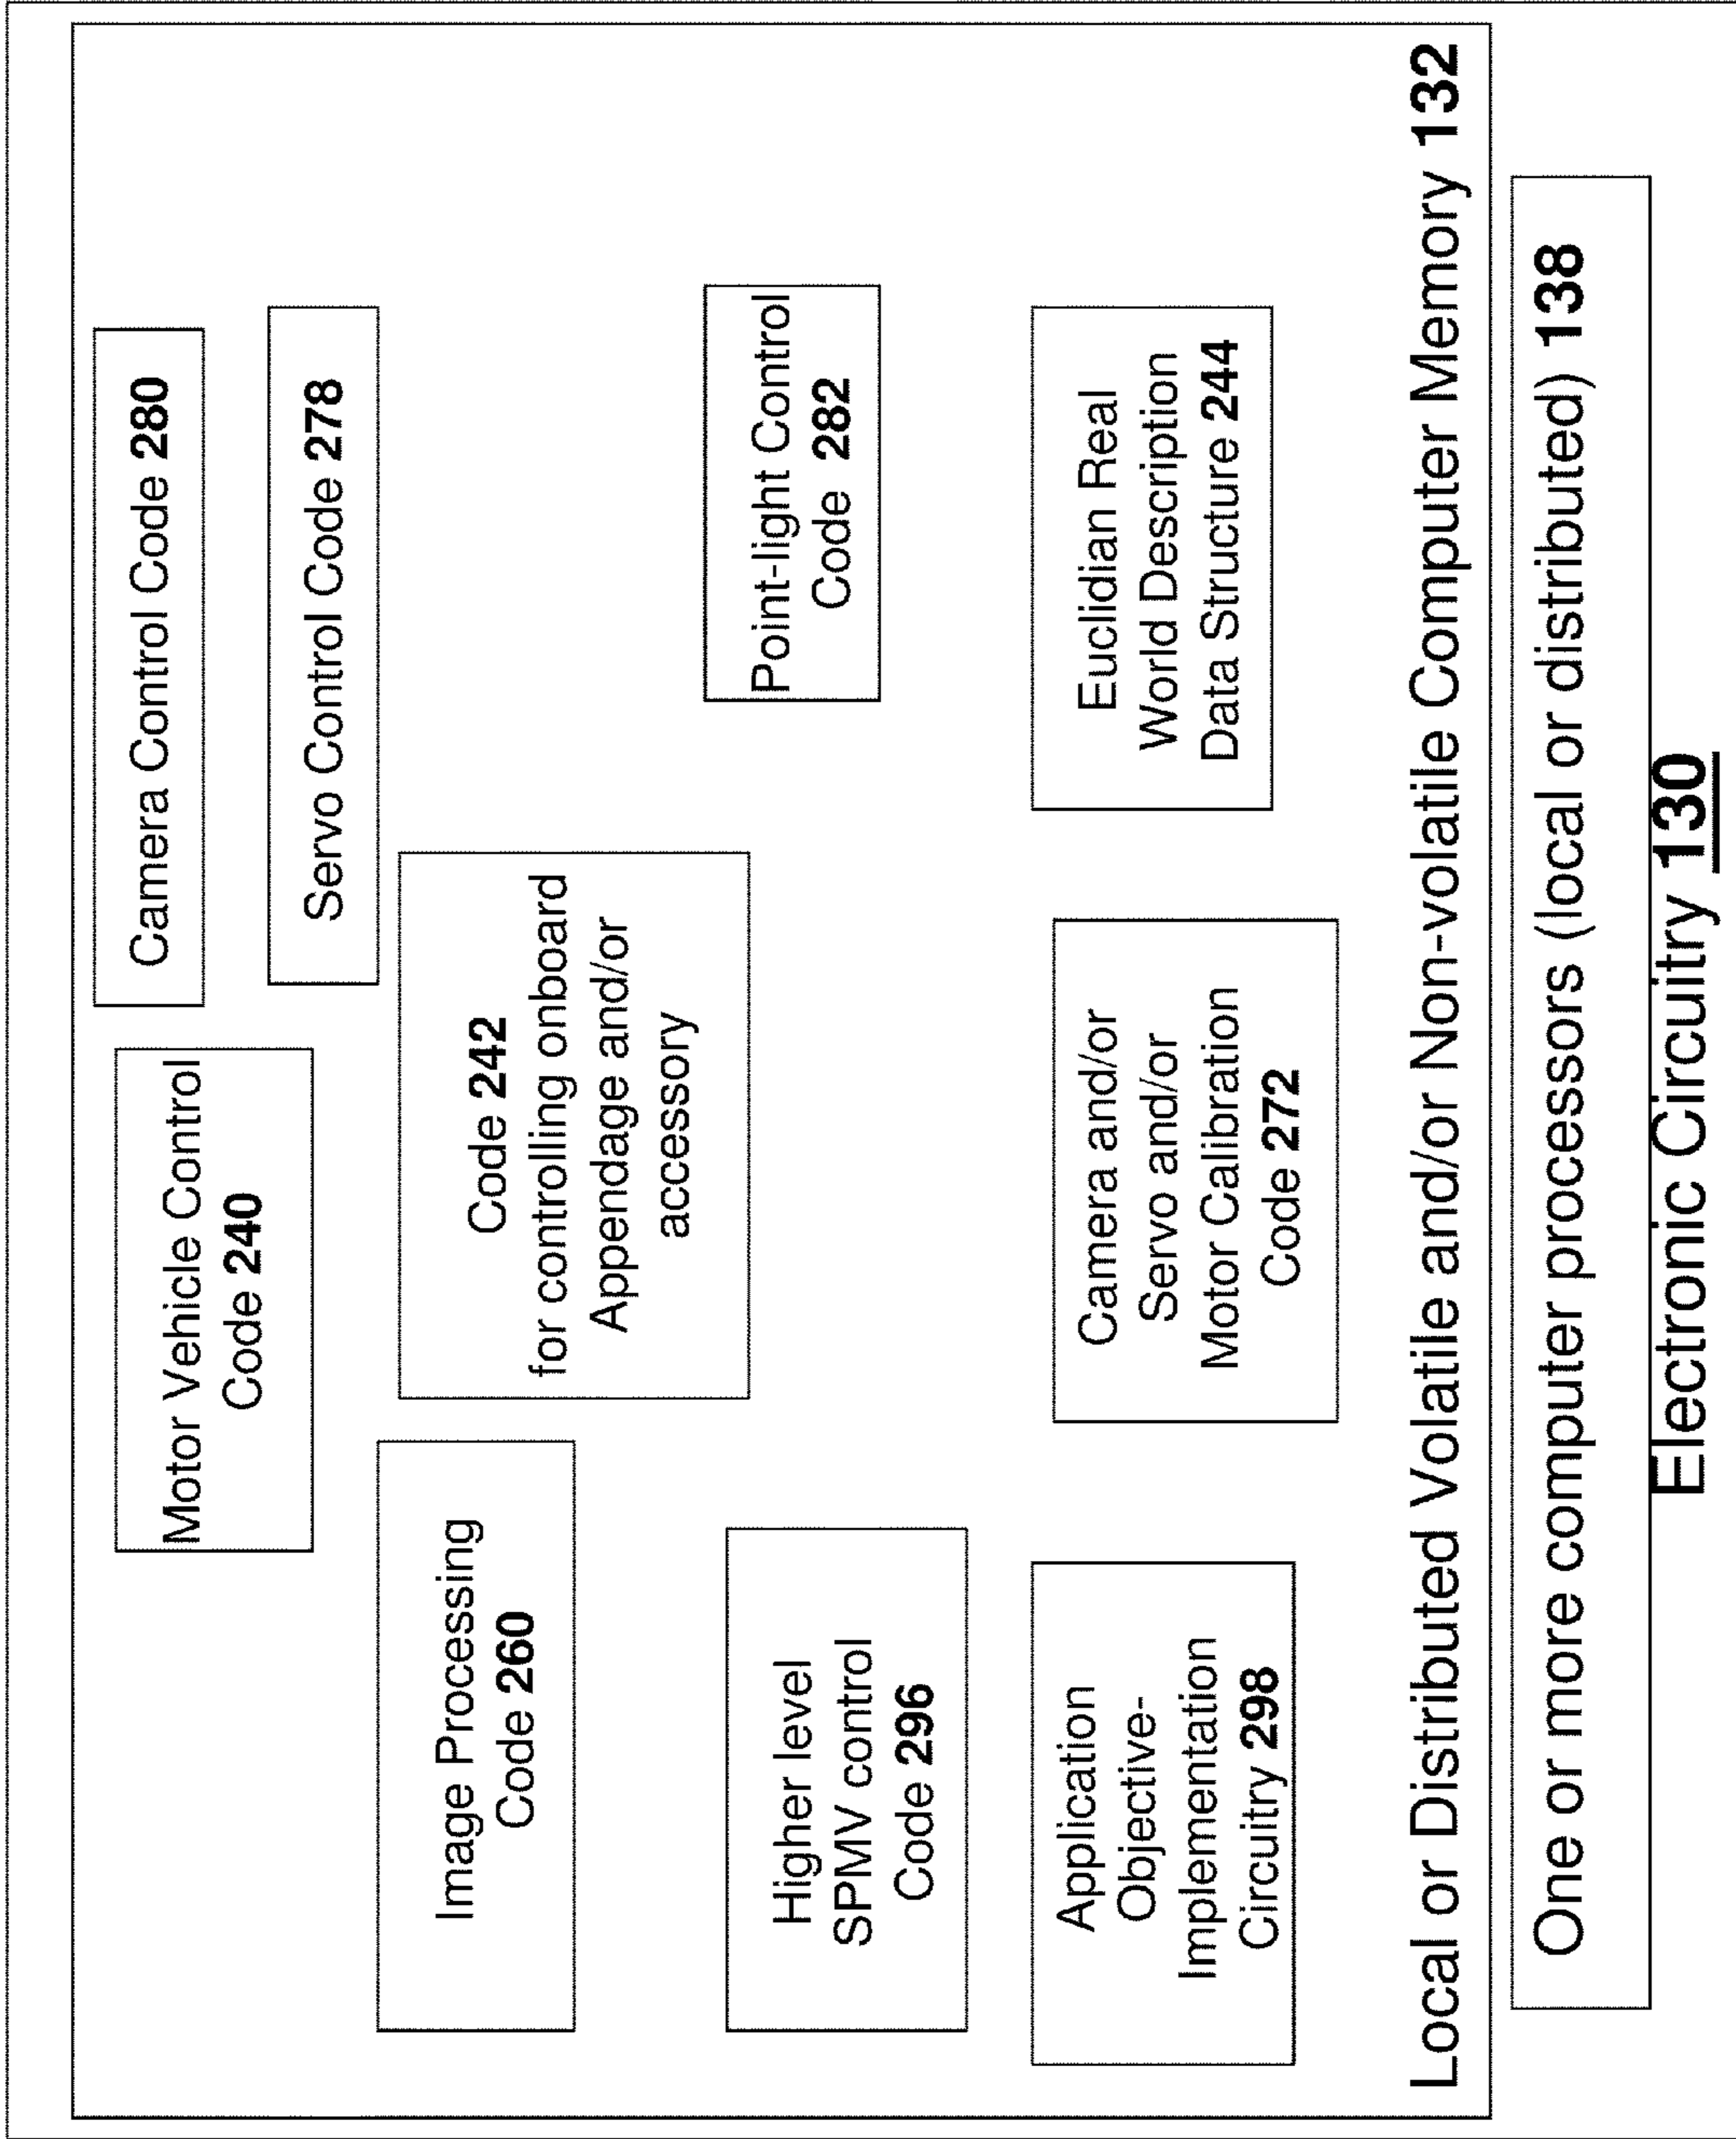 Camera Control Code 280
Motor Vehicle Control
Code 240
Servo Control Code 278
Code 242
for controlling onboard
Appendage and/or
accessory
Image Processing
Code 260
Point-light Control
Code 282
Higher level
SPMV control
Code 296
Euclidian Real
World Description
Data Structure 244
Camera and/or
Servo and/or
Motor Calibration
Code 272
Application
Objective-
Implementation
Circuitry 298
Local or Distributed Volatile and/or Non-volatile Computer Memory 132
One or more computer processors (local or distributed) 138
Electronic Circuitry 130